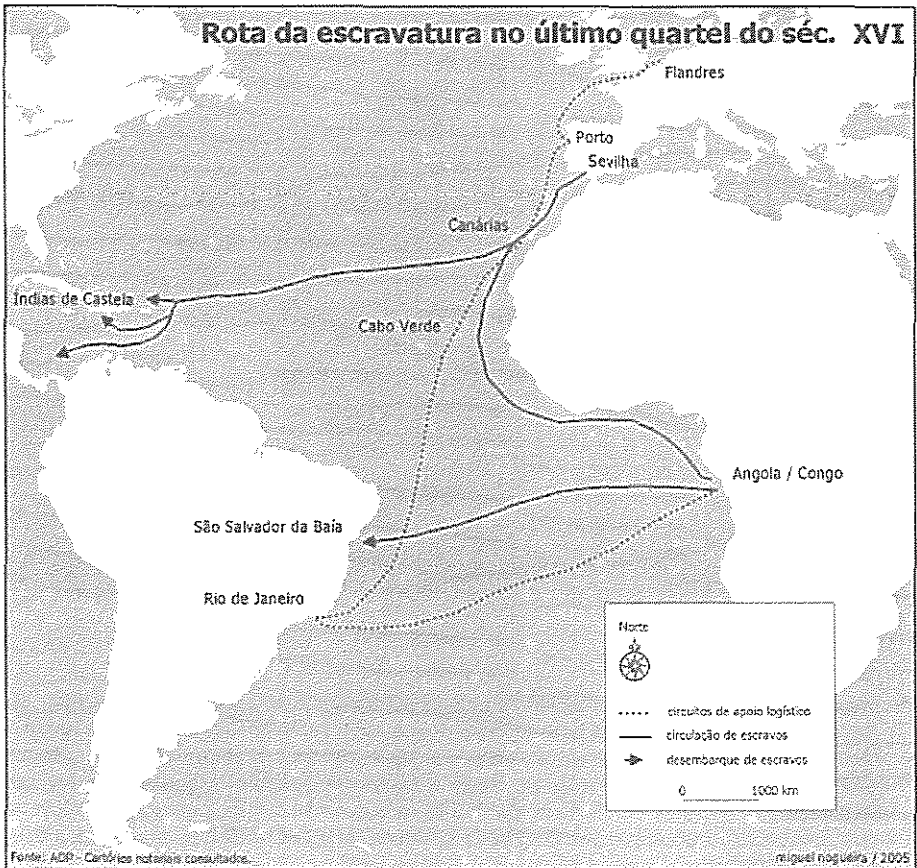 Rota da escravatura no último quartel do séc. XVI
Flandres
Porto
Sevilha
Canárias
Índias de Castela
Cabo Verde
Angola / Congo
São Salvador da Baía
Rio de Janeiro
Norte
circuitos de apoio logístico
circulação de escravos
desembarque de escravos
0 1000 km
Fonte: ADP - Cartórios notariais consultados.
miguel nogueira / 2005